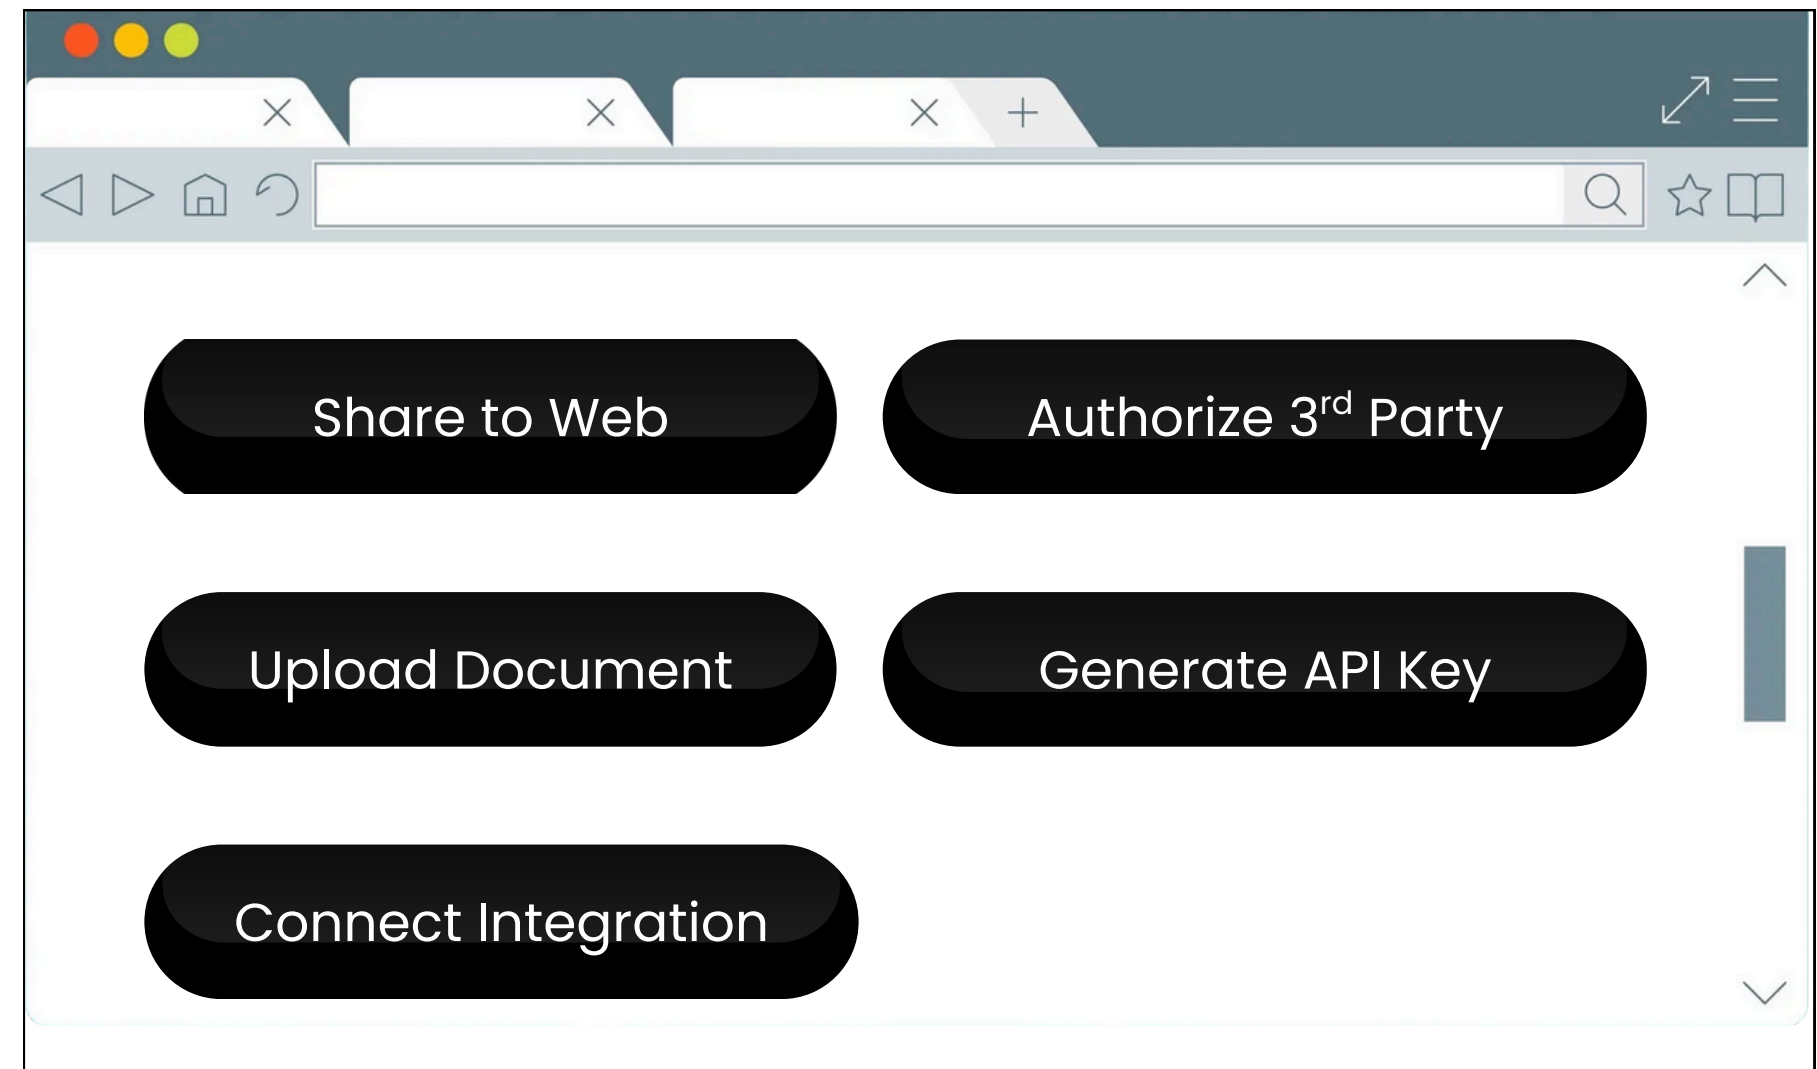 Share to Web
Authorize 3rd Party
Upload Document
Generate API Key
Connect Integration